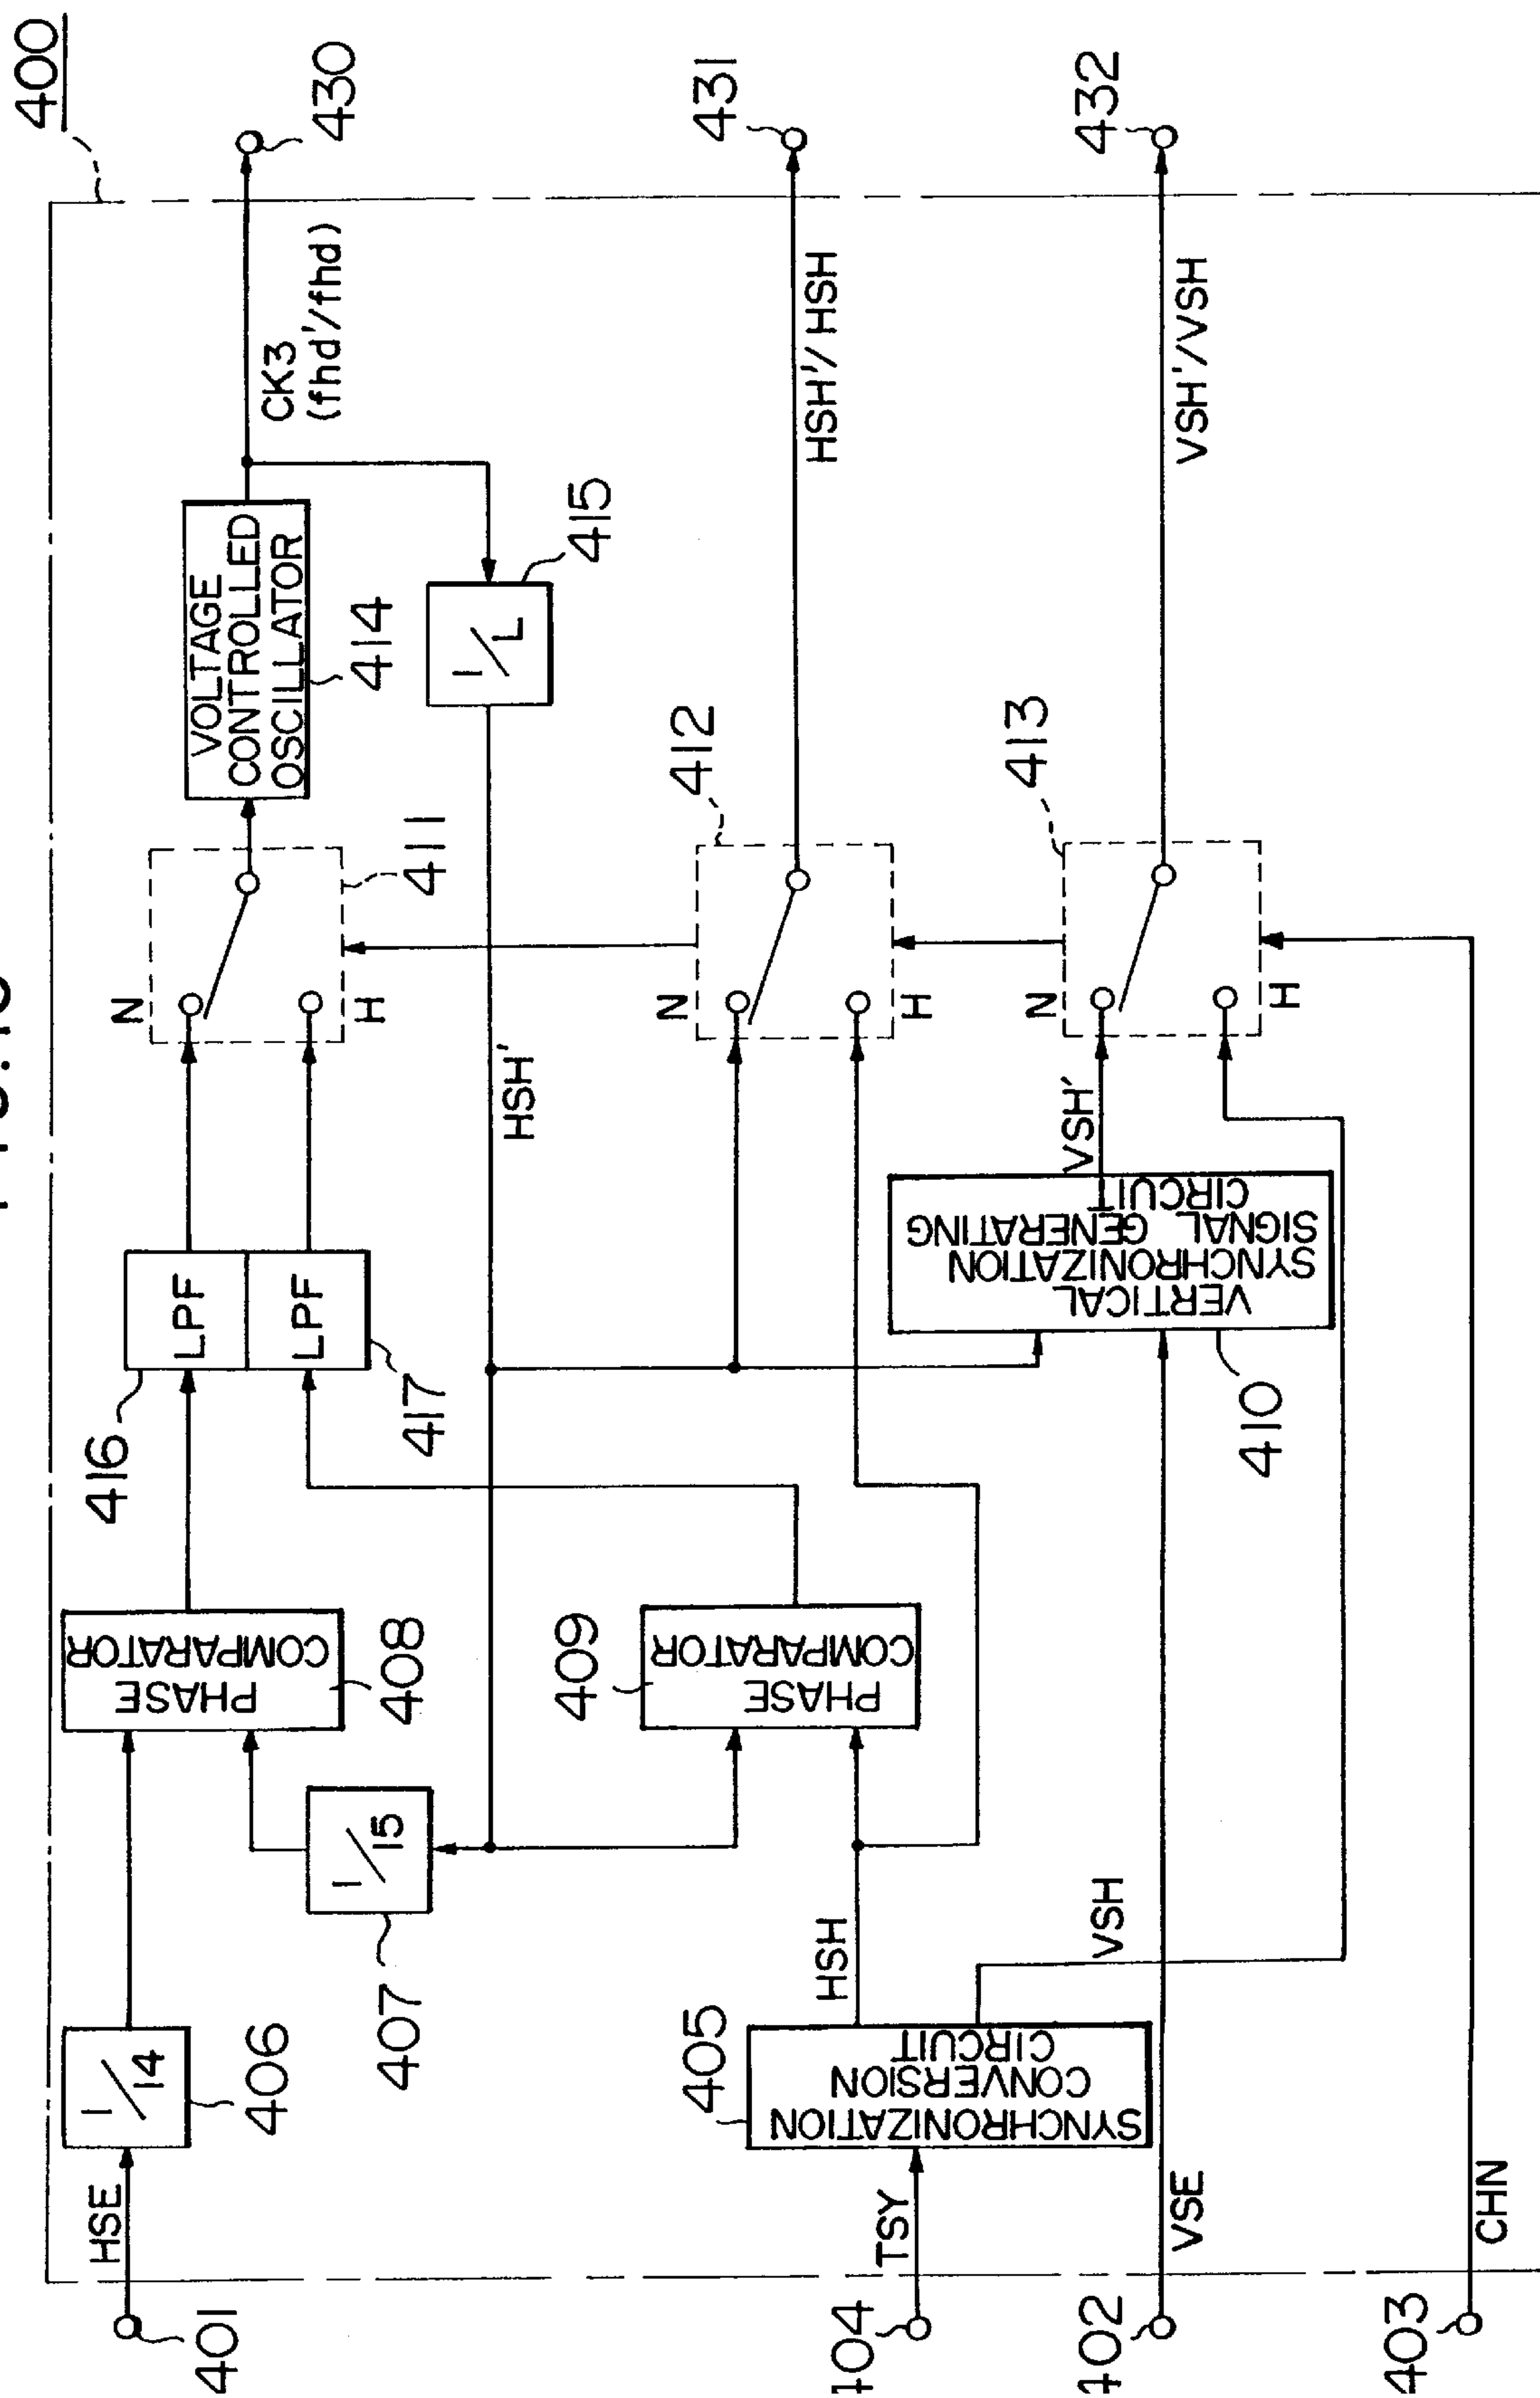 400
HSE
401
1/14
406
1/15
407
PHASE
COMPARATOR
408
416
LPF
LPF
417
N
H
411
VOLTAGE
CONTROLLED
OSCILLATOR
414
CK3
(fhd'/fhd)
430
1/L
415
HSH'
TSY
404
SYNCHRONIZATION
CONVERSION
CIRCUIT
405
HSH
VSH
PHASE
COMPARATOR
409
N
H
412
HSH'/HSH
431
VSE
402
VERTICAL
SYNCHRONIZATION
SIGNAL GENERATING
CIRCUIT
410
VSH'
N
H
413
VSH'/VSH
432
CHN
403